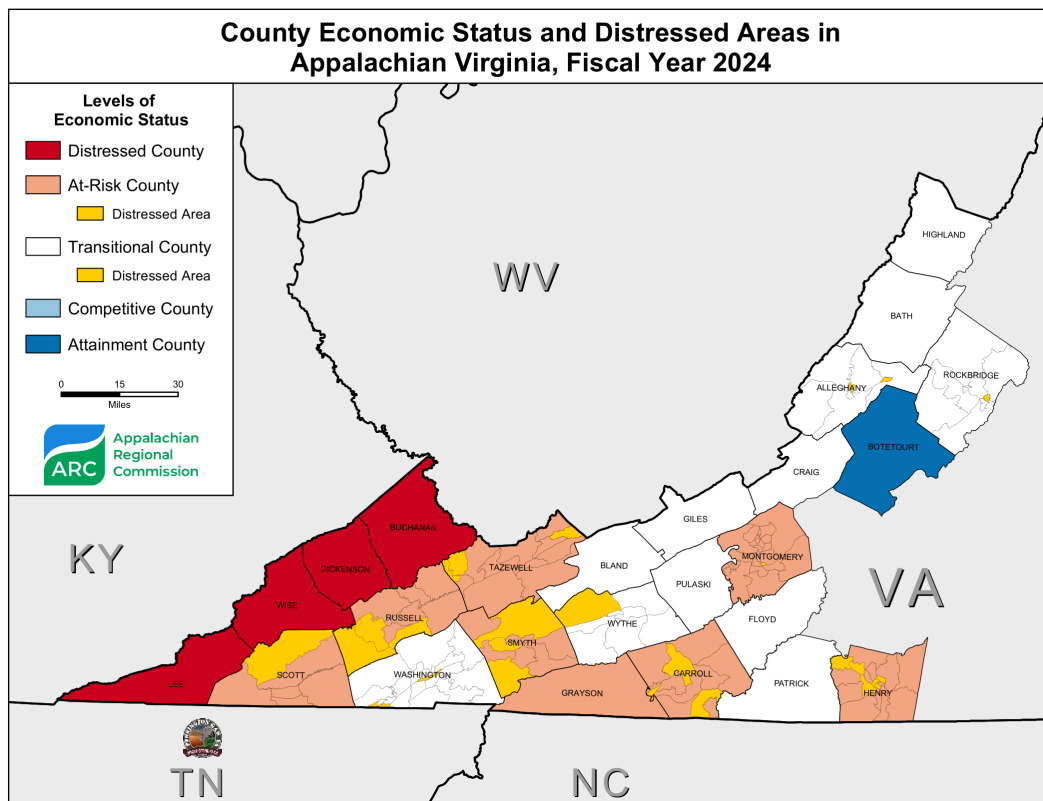 County Economic Status and Distressed Areas in
Appalachian Virginia, Fiscal Year 2024
Levels of
Economic Status
Distressed County
At-Risk County
Distressed Area
Transitional County
Distressed Area
Competitive County
Attainment County
0 15 30
Miles
ARC
Appalachian
Regional
Commission
WV
KY
VA
TN
NC
HIGHLAND
BATH
ALLEGHANY
ROCKBRIDGE
BOTETOURT
CRAIG
GILES
MONTGOMERY
BUCHANAN
DICKENSON
TAZEWELL
BLAND
PULASKI
WISE
RUSSELL
FLOYD
WYTHE
SMYTH
LEE
SCOTT
WASHINGTON
CARROLL
GRAYSON
PATRICK
HENRY